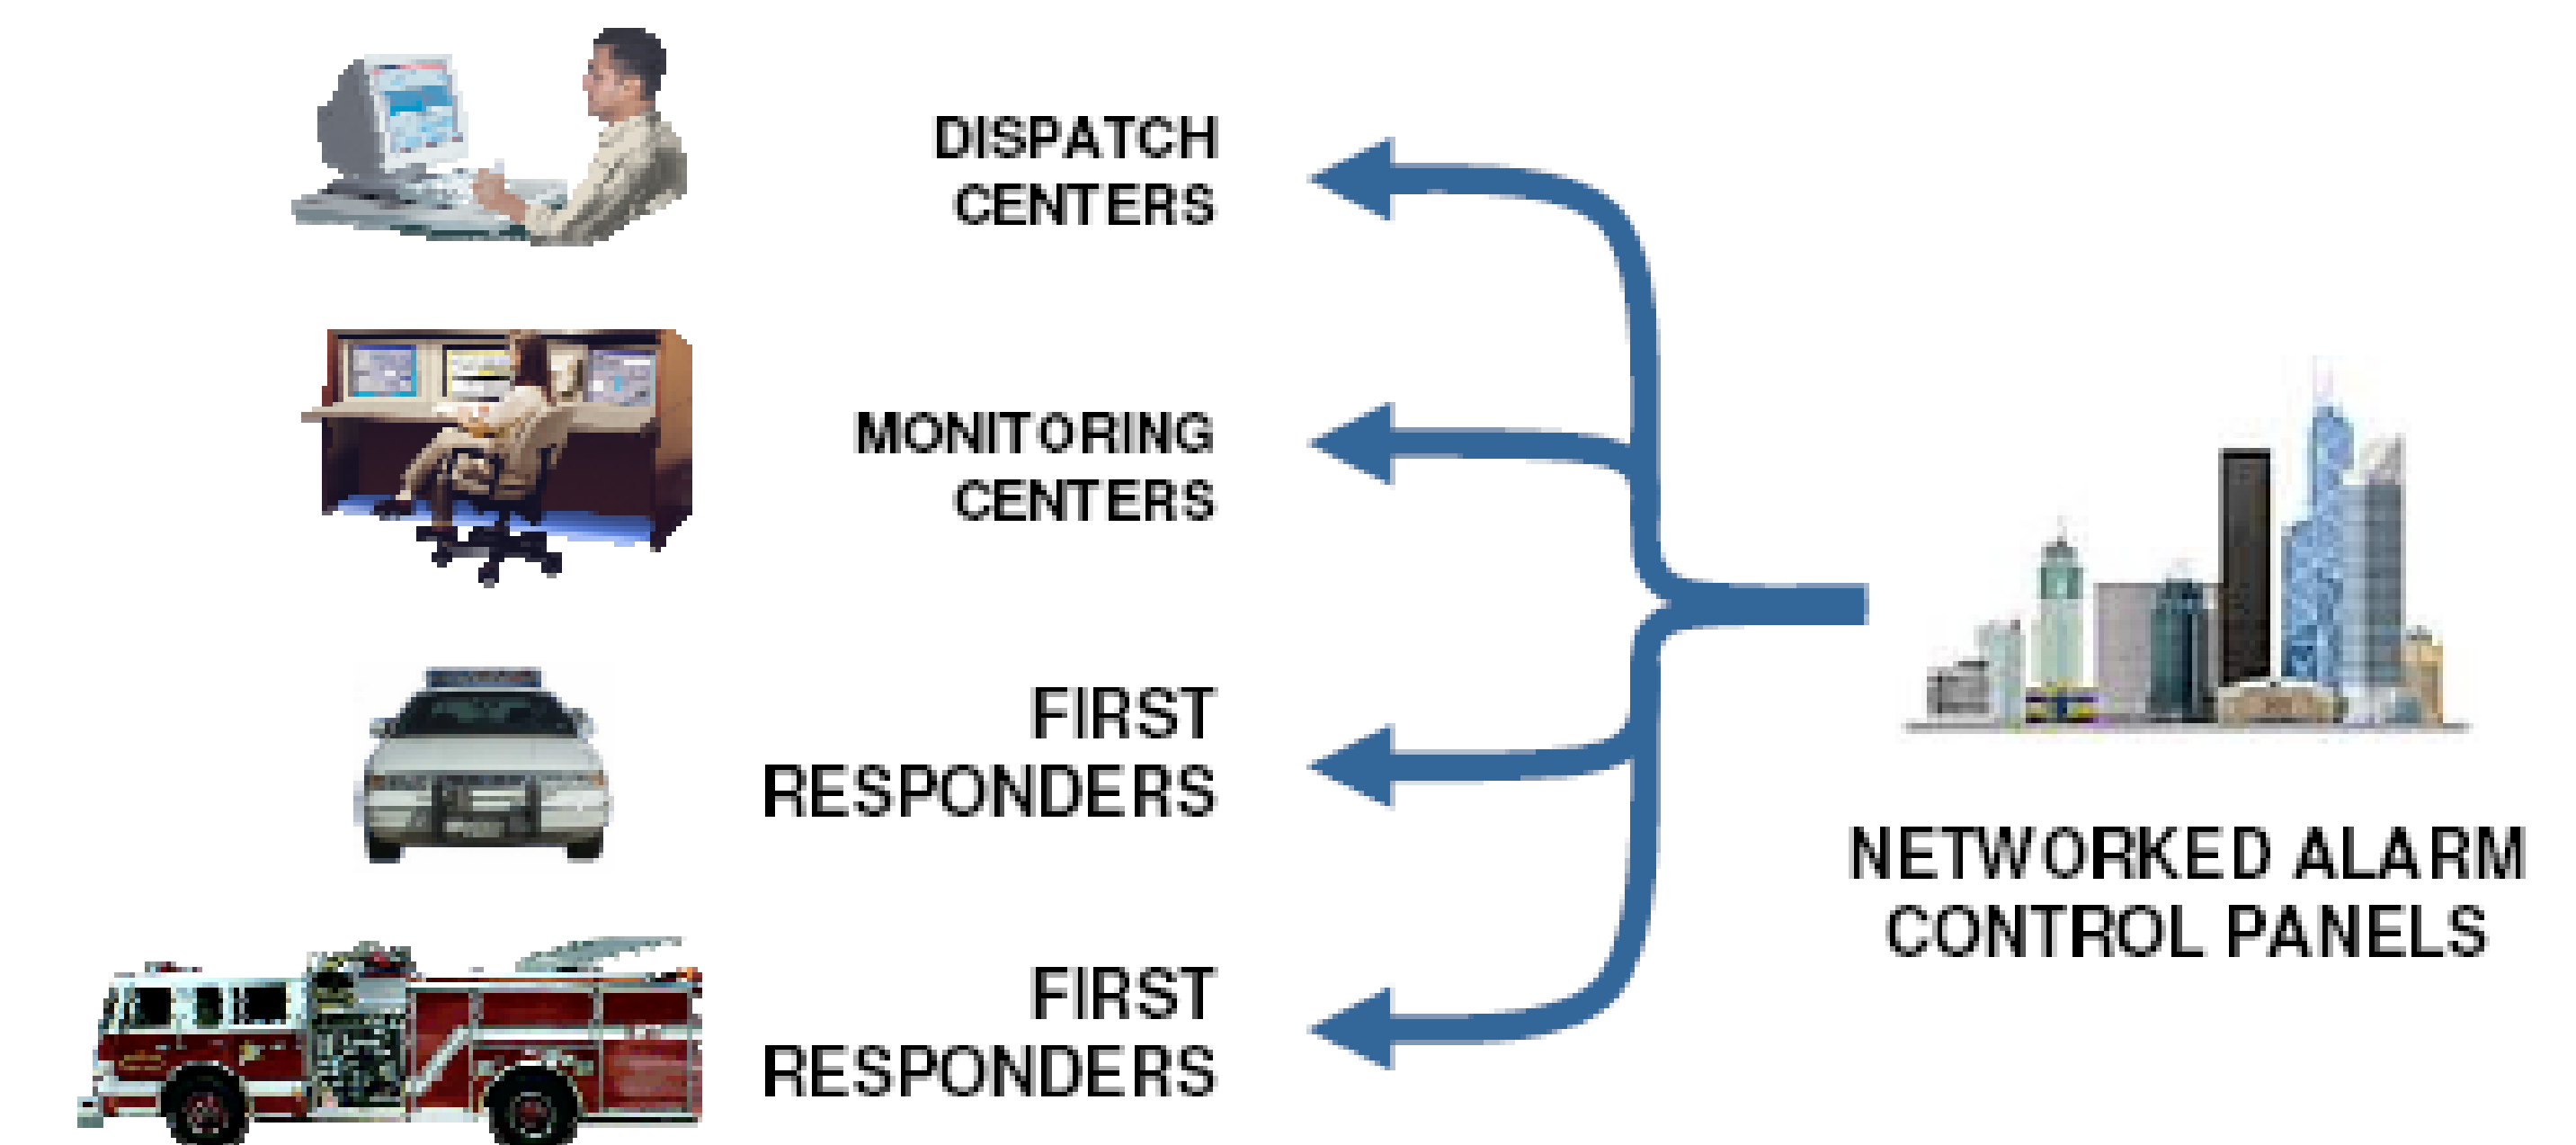 DISPATCH
CENTERS
MONITORING
CENTERS
FIRST
RESPONDERS
FIRST
RESPONDERS
NETWORKED ALARM
CONTROL PANELS